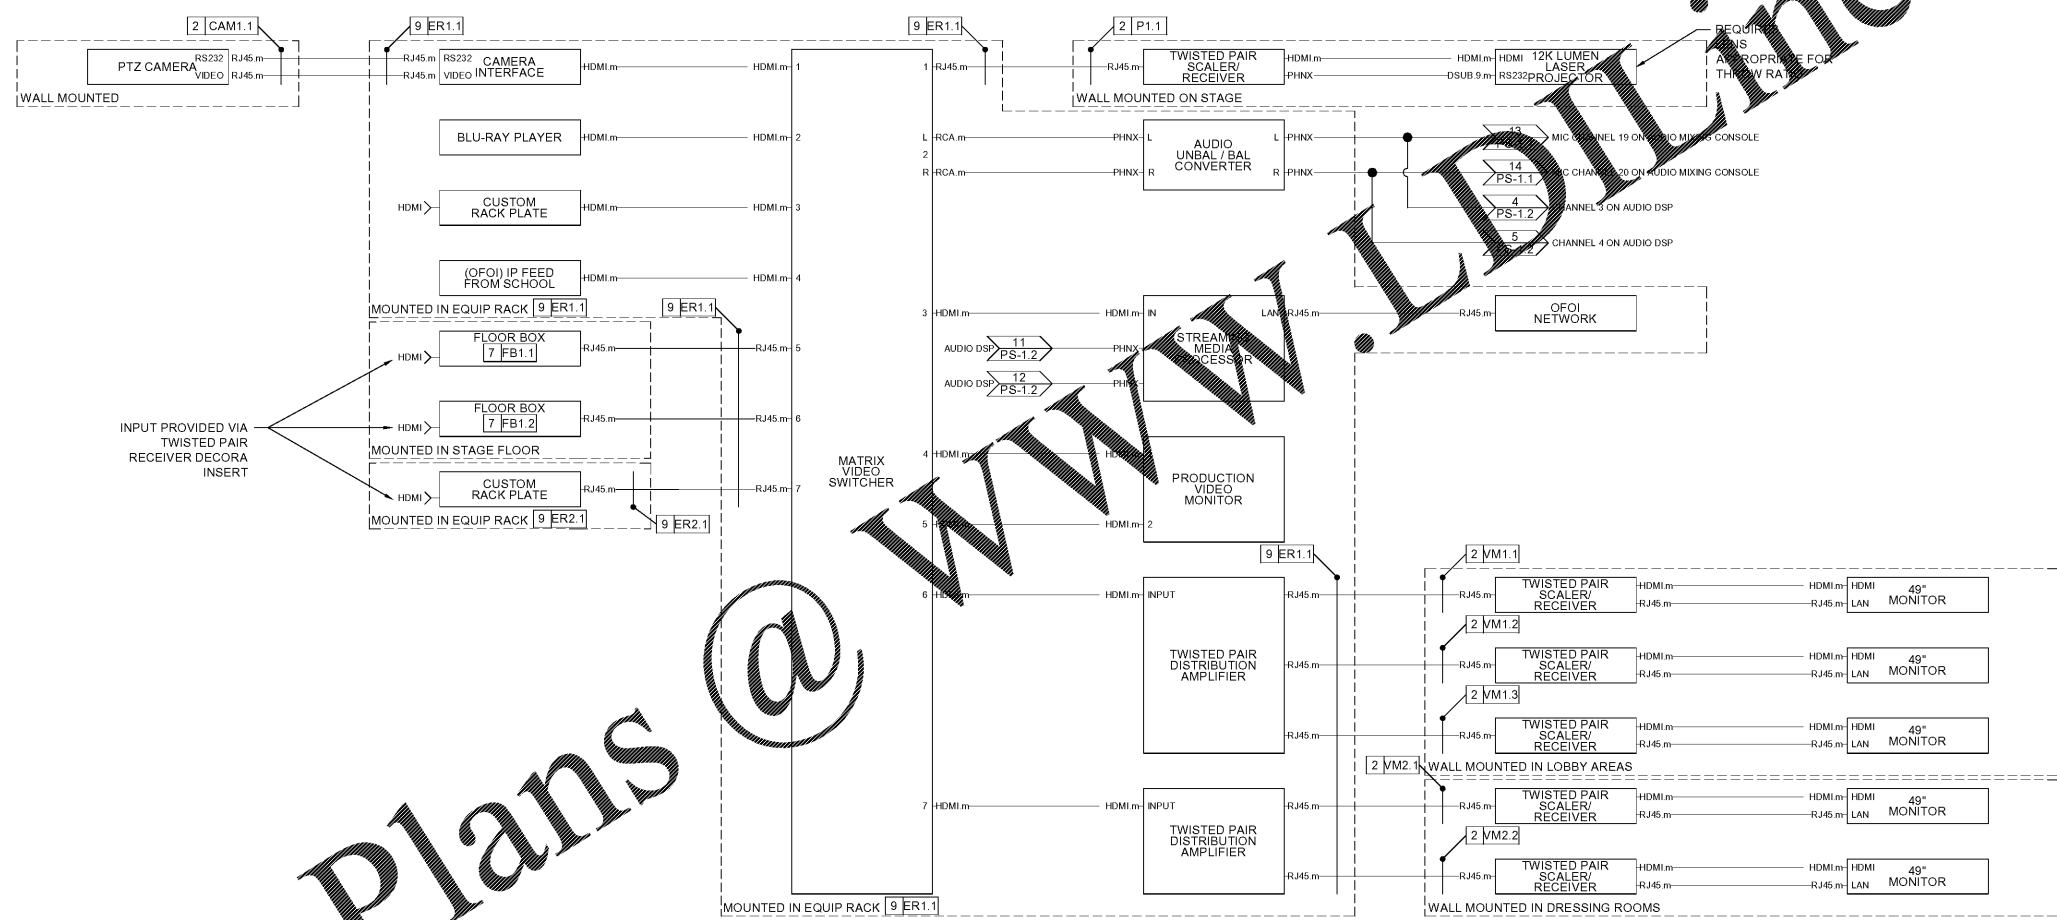 2 CAM1.1
9 ER1.1
9 ER1.1
2 P1.1
REQUIRES
LENS
APPROPRIATE FOR
THROW RATIO
PTZ CAMERA
RS232 RJ45.m
VIDEO RJ45.m
WALL MOUNTED
RJ45.m RS232
RJ45.m VIDEO
CAMERA
INTERFACE
HDMI.m
HDMI.m 1
1 RJ45.m
RJ45.m
TWISTED PAIR
SCALER/
RECEIVER
HDMI.m
PHNX
HDMI.m HDMI
DSUB.9.m RS232
12K LUMEN
LASER
PROJECTOR
WALL MOUNTED ON STAGE
BLU-RAY PLAYER
HDMI.m
HDMI.m 2
L RCA.m
2
R RCA.m
PHNX L
PHNX R
AUDIO
UNBAL / BAL
CONVERTER
L PHNX
R PHNX
13
MIC CHANNEL 19 ON AUDIO MIXING CONSOLE
14
PS-1.1
MIC CHANNEL 20 ON AUDIO MIXING CONSOLE
4
PS-1.2
CHANNEL 3 ON AUDIO DSP
5
CHANNEL 4 ON AUDIO DSP
HDMI
CUSTOM
RACK PLATE
HDMI.m
HDMI.m 3
(OFOI) IP FEED
FROM SCHOOL
HDMI.m
HDMI.m 4
MOUNTED IN EQUIP RACK 9 ER1.1
9 ER1.1
3 HDMI.m
HDMI.m IN
LAN RJ45.m
STREAMING
MEDIA
PROCESSOR
RJ45.m
OFOI
NETWORK
AUDIO DSP
11
PS-1.2
PHNX
AUDIO DSP
12
PS-1.2
PHNX
HDMI
FLOOR BOX
7 FB1.1
RJ45.m
RJ45.m 5
HDMI
FLOOR BOX
7 FB1.2
RJ45.m
RJ45.m 6
MOUNTED IN STAGE FLOOR
INPUT PROVIDED VIA
TWISTED PAIR
RECEIVER DECORA
INSERT
HDMI
CUSTOM
RACK PLATE
RJ45.m
RJ45.m 7
MOUNTED IN EQUIP RACK 9 ER2.1
9 ER2.1
MATRIX
VIDEO
SWITCHER
4 HDMI.m
5
HDMI.m 2
PRODUCTION
VIDEO
MONITOR
9 ER1.1
6
HDMI.m INPUT
TWISTED PAIR
DISTRIBUTION
AMPLIFIER
RJ45.m
RJ45.m
RJ45.m
2 VM1.1
RJ45.m
TWISTED PAIR
SCALER/
RECEIVER
HDMI.m
RJ45.m
HDMI.m HDMI
RJ45.m LAN
49"
MONITOR
2 VM1.2
RJ45.m
TWISTED PAIR
SCALER/
RECEIVER
HDMI.m
RJ45.m
HDMI.m HDMI
RJ45.m LAN
49"
MONITOR
2 VM1.3
RJ45.m
TWISTED PAIR
SCALER/
RECEIVER
HDMI.m
RJ45.m
HDMI.m HDMI
RJ45.m LAN
49"
MONITOR
WALL MOUNTED IN LOBBY AREAS
7 HDMI.m
HDMI.m INPUT
TWISTED PAIR
DISTRIBUTION
AMPLIFIER
RJ45.m
RJ45.m
2 VM2.1
RJ45.m
TWISTED PAIR
SCALER/
RECEIVER
HDMI.m
RJ45.m
HDMI.m HDMI
RJ45.m LAN
49"
MONITOR
2 VM2.2
RJ45.m
TWISTED PAIR
SCALER/
RECEIVER
HDMI.m
RJ45.m
HDMI.m HDMI
RJ45.m LAN
49"
MONITOR
WALL MOUNTED IN DRESSING ROOMS
MOUNTED IN EQUIP RACK 9 ER1.1
Plans @ www.LDILine